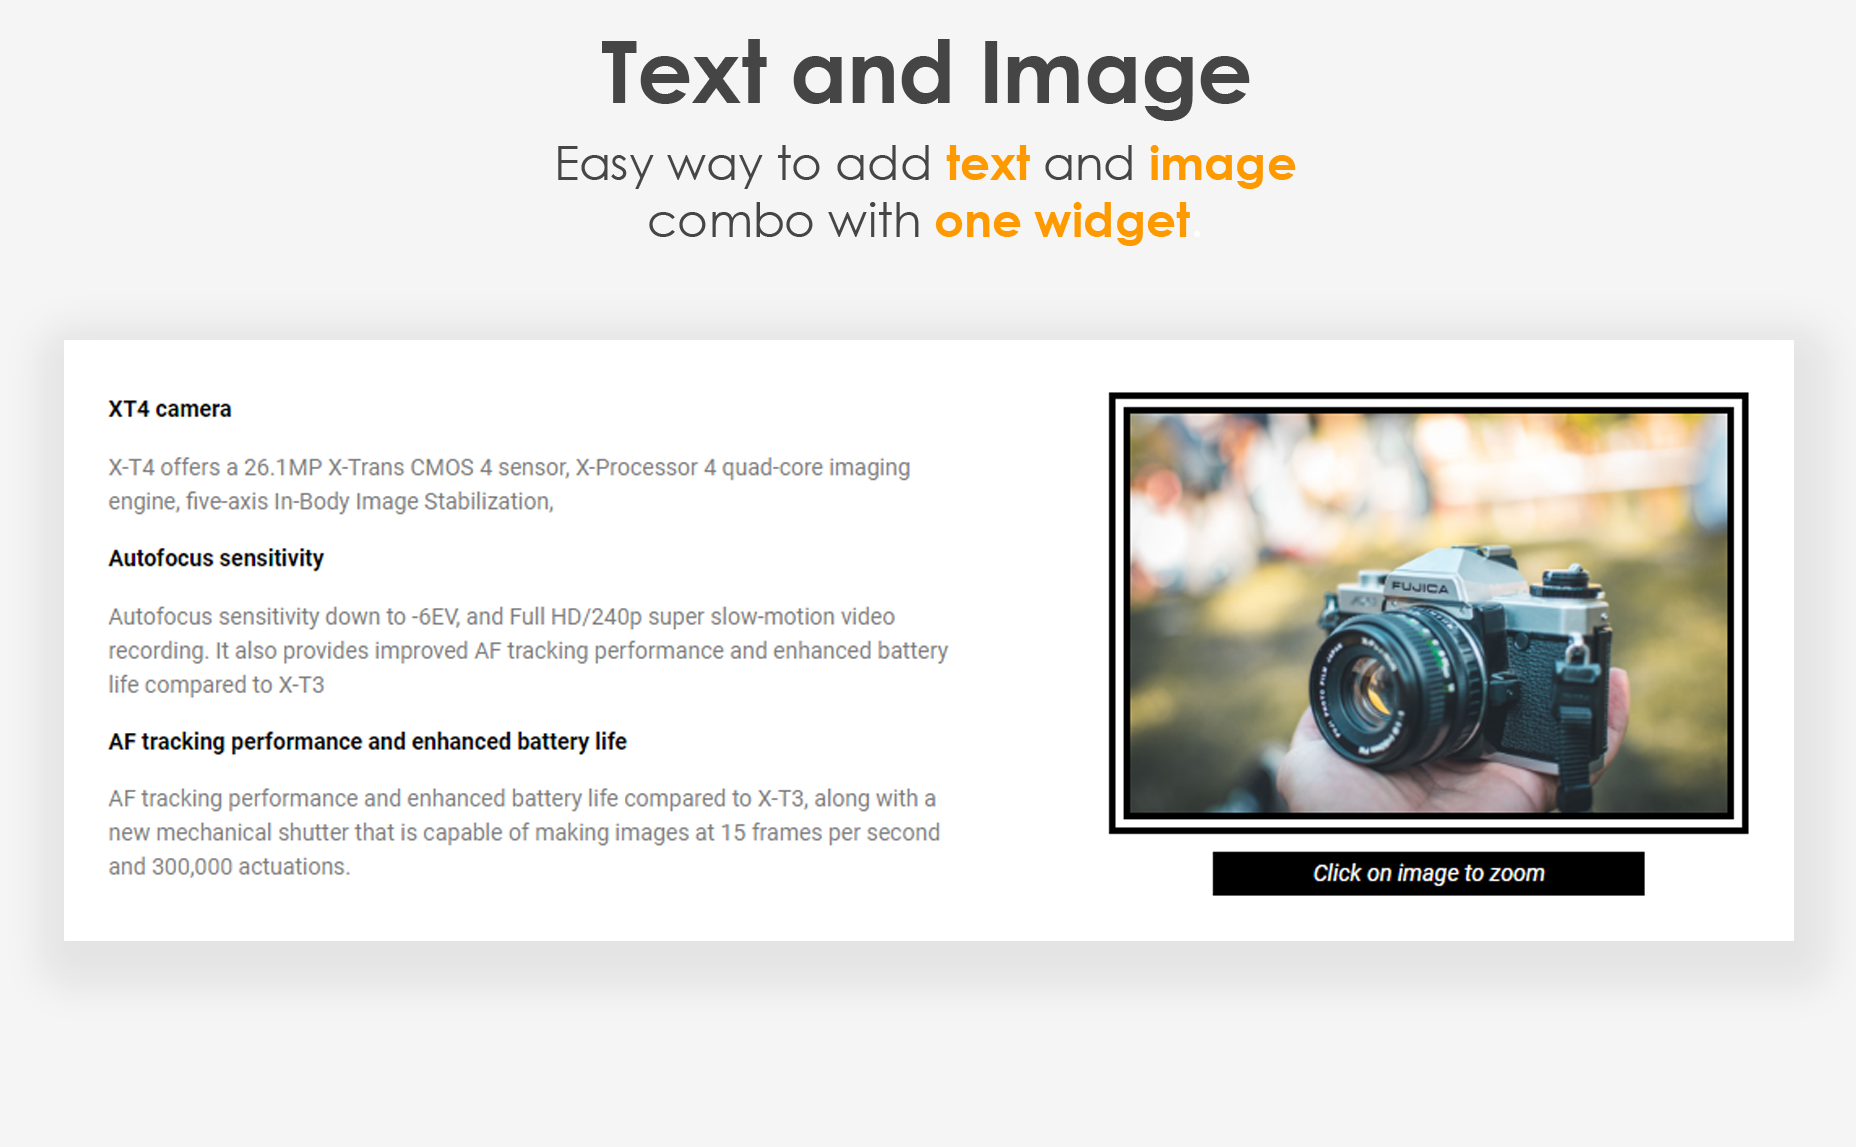 Text and Image
Easy way to add text and image
combo with one widget.
XT4 camera
X-T4 offers a 26.1MP X-Trans CMOS 4 sensor, X-Processor 4 quad-core imaging
engine, five-axis In-Body Image Stabilization,
Autofocus sensitivity
Autofocus sensitivity down to -6EV, and Full HD/240p super slow-motion video
recording. It also provides improved AF tracking performance and enhanced battery
life compared to X-T3
AF tracking performance and enhanced battery life
AF tracking performance and enhanced battery life compared to X-T3, along with a
new mechanical shutter that is capable of making images at 15 frames per second
and 300,000 actuations.
FUJICA
Click on image to zoom